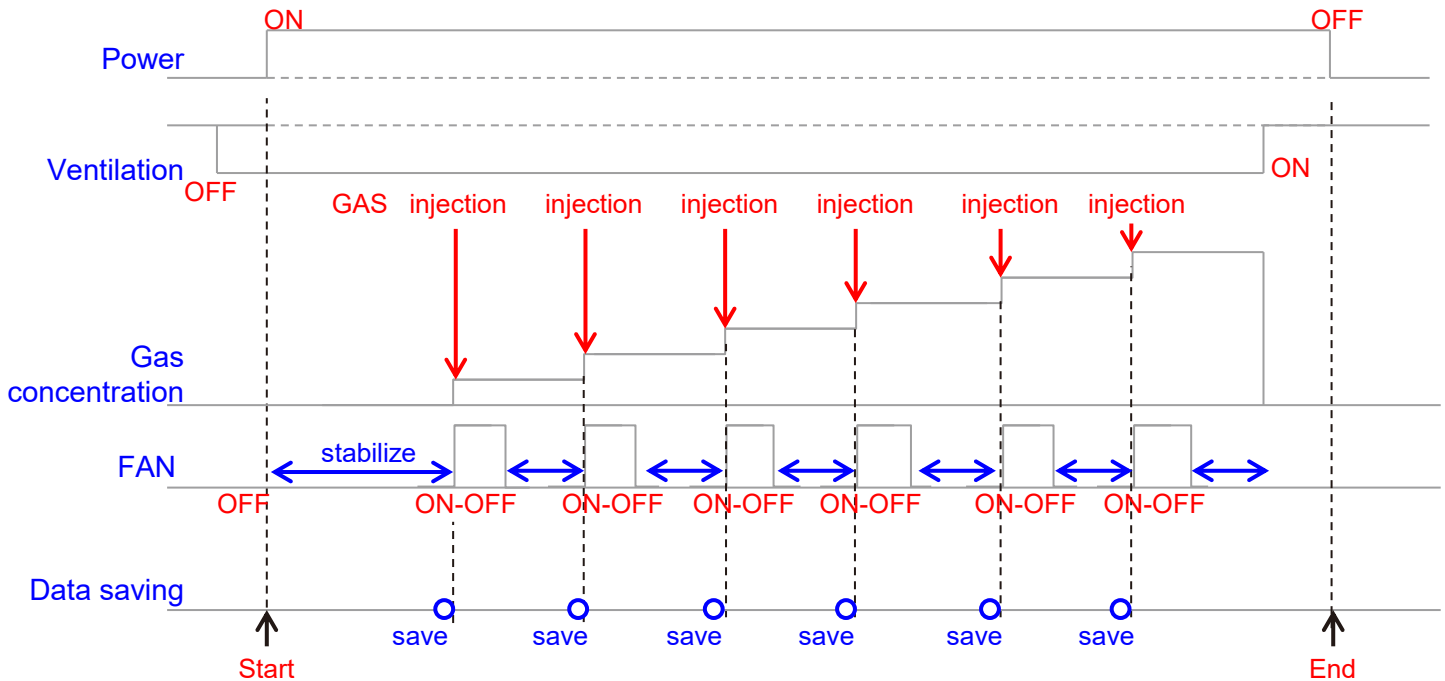 ON
OFF
Power
Ventilation
OFF
ON
GAS injection injection injection injection injection injection
Gas
concentration
stabilize
FAN
OFF ON-OFF ON-OFF ON-OFF ON-OFF ON-OFF ON-OFF
Data saving
save save save save save save
Start
End